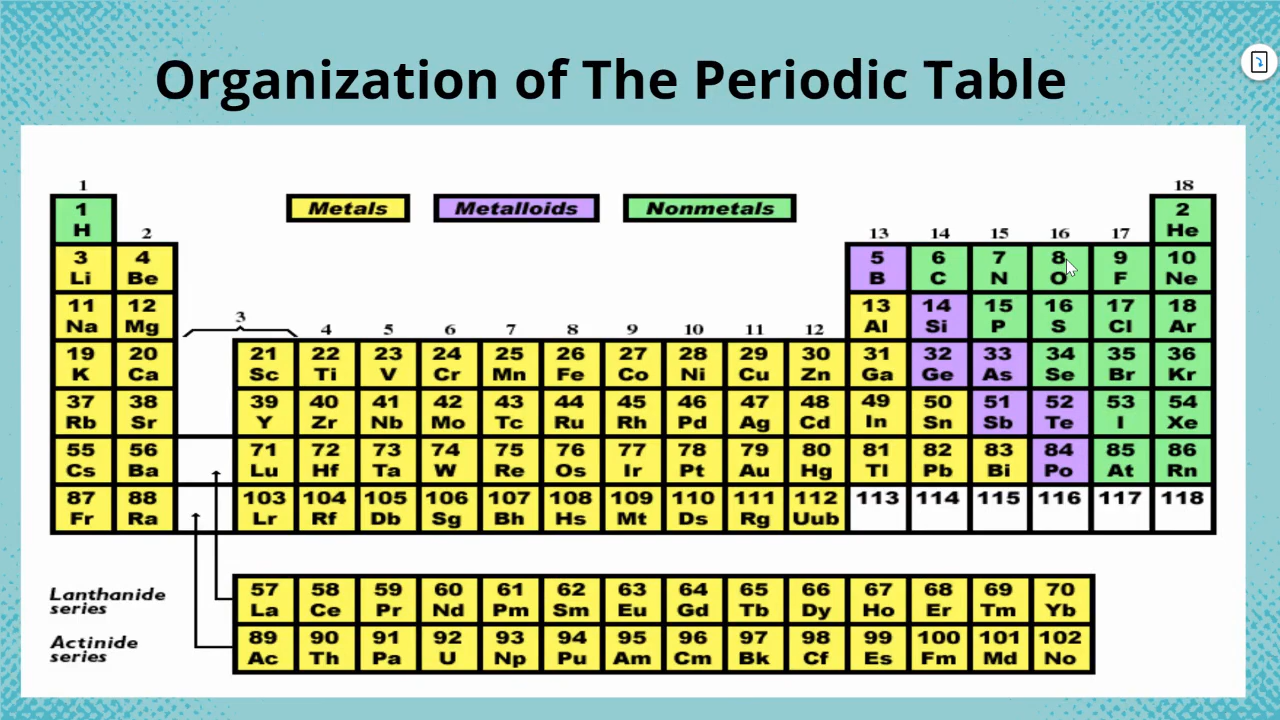 Organization of The Periodic Table
1 18
Metals Metalloids Nonmetals
1 2
H He
2 13 14 15 16 17
3 4 5 6 7 8 9 10
Li Be B C N O F Ne
11 12 13 14 15 16 17 18
Na Mg Al Si P S Cl Ar
3 4 5 6 7 8 9 10 11 12
19 20 21 22 23 24 25 26 27 28 29 30 31 32 33 34 35 36
K Ca Sc Ti V Cr Mn Fe Co Ni Cu Zn Ga Ge As Se Br Kr
37 38 39 40 41 42 43 44 45 46 47 48 49 50 51 52 53 54
Rb Sr Y Zr Nb Mo Tc Ru Rh Pd Ag Cd In Sn Sb Te I Xe
55 56 71 72 73 74 75 76 77 78 79 80 81 82 83 84 85 86
Cs Ba Lu Hf Ta W Re Os Ir Pt Au Hg Tl Pb Bi Po At Rn
87 88 103 104 105 106 107 108 109 110 111 112 113 114 115 116 117 118
Fr Ra Lr Rf Db Sg Bh Hs Mt Ds Rg Uub
Lanthanide
series
57 58 59 60 61 62 63 64 65 66 67 68 69 70
La Ce Pr Nd Pm Sm Eu Gd Tb Dy Ho Er Tm Yb
Actinide
series
89 90 91 92 93 94 95 96 97 98 99 100 101 102
Ac Th Pa U Np Pu Am Cm Bk Cf Es Fm Md No